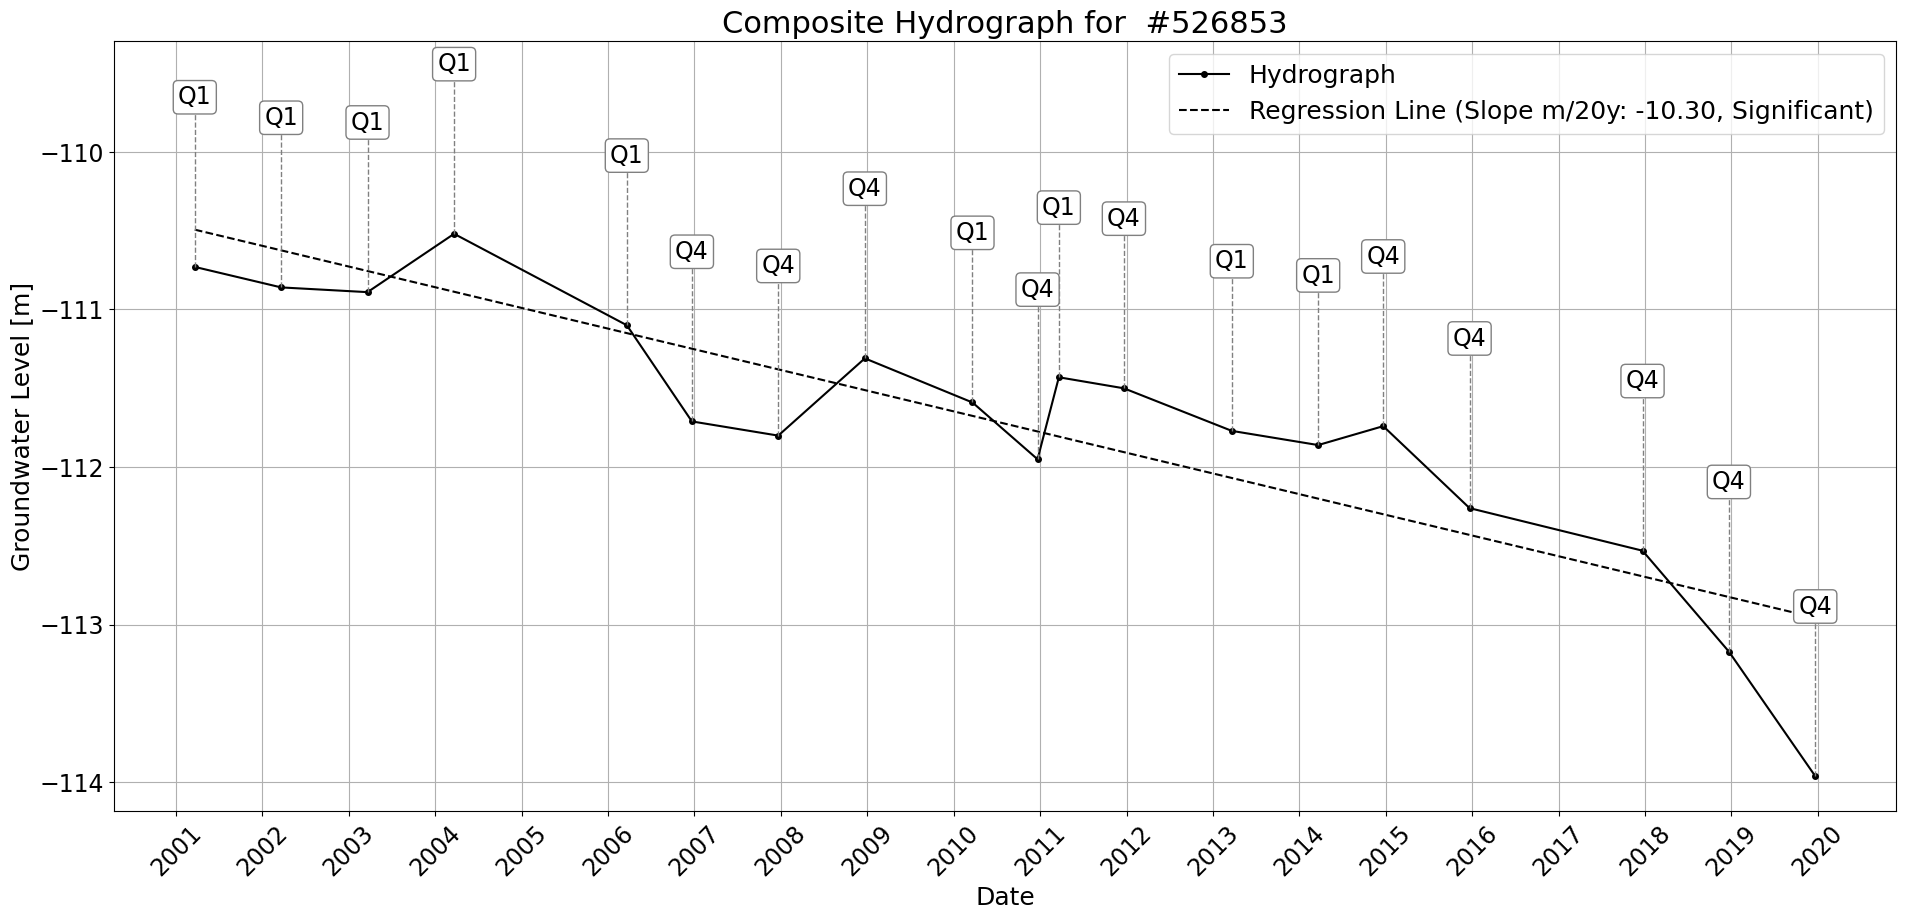 Composite Hydrograph for  #526853
Hydrograph
Regression Line (Slope m/20y: -10.30, Significant)
Q1
Q1
Q1
Q1
Q1
Q4
Q4
Q4
Q1
Q4
Q1
Q4
Q1
Q1
Q4
Q4
Q4
Q4
Q4
Groundwater Level [m]
−110
−111
−112
−113
−114
2001
2002
2003
2004
2005
2006
2007
2008
2009
2010
2011
2012
2013
2014
2015
2016
2017
2018
2019
2020
Date